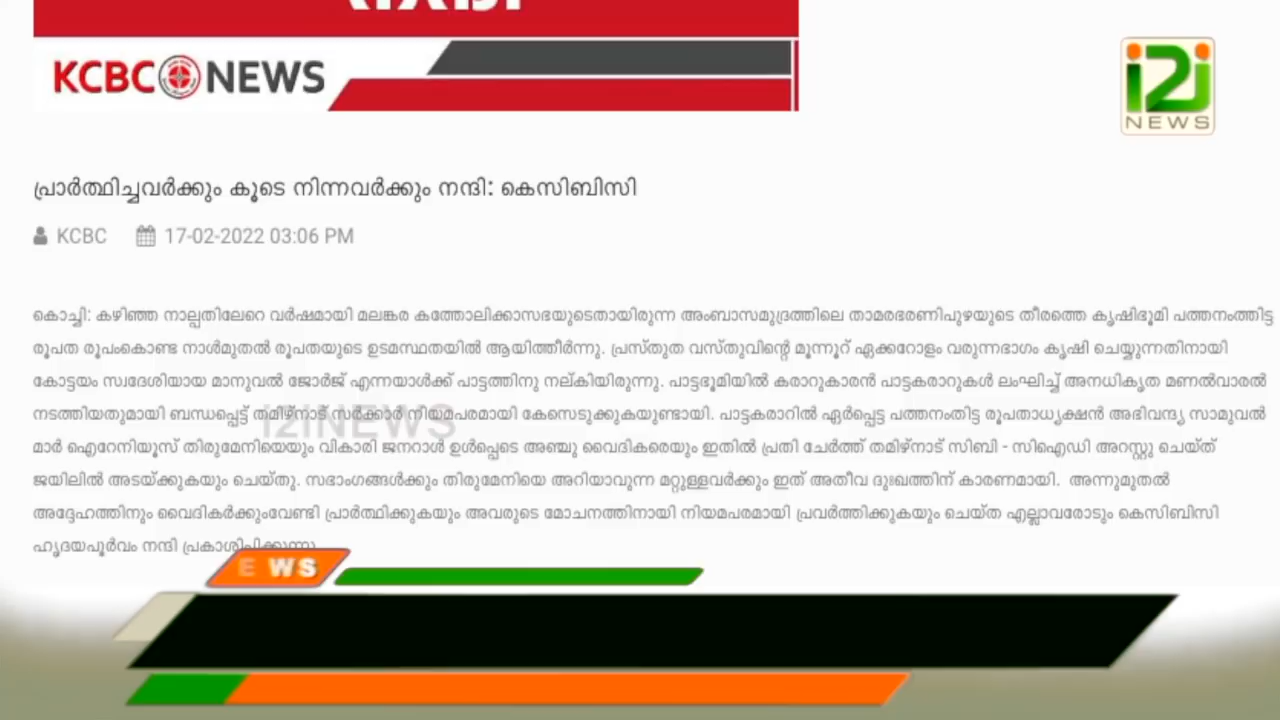 KCBC NEWS
i2i
NEWS
പ്രാർത്ഥിച്ചവർക്കും കൂടെ നിന്നവർക്കും നന്ദി: കെസിബിസി
KCBC 17-02-2022 03:06 PM
കൊച്ചി: കഴിഞ്ഞ നാല്പതിലേറെ വർഷമായി മലങ്കര കത്തോലിക്കാസഭയുടെതായിരുന്ന അംബാസമുദ്രത്തിലെ താമരഭരണിപുഴയുടെ തീരത്തെ കൃഷിഭൂമി പത്തനംത്തിട്ട
രൂപത രൂപംകൊണ്ട നാൾമുതൽ രൂപതയുടെ ഉടമസ്ഥതയിൽ ആയിത്തീർന്നു. പ്രസ്തുത വസ്തുവിന്റെ മൂന്നൂറ് ഏക്കറോളം വരുന്നഭാഗം കൃഷി ചെയ്യുന്നതിനായി
കോട്ടയം സ്വദേശിയായ മാനുവൽ ജോർജ് എന്നയാൾക്ക് പാട്ടത്തിനു നല്കിയിരുന്നു. പാട്ടഭൂമിയിൽ കരാറുകാരൻ പാട്ടകരാറുകൾ ലംഘിച്ച് അനധികൃത മണൽവാരൽ
നടത്തിയതുമായി ബന്ധപ്പെട്ട് തമിഴ്നാട് സർക്കാർ നിയമപരമായി കേസെടുക്കുകയുണ്ടായി. പാട്ടകരാറിൽ ഏർപ്പെട്ട പത്തനംതിട്ട രൂപതാധ്യക്ഷൻ അഭിവന്ദ്യ സാമുവൽ
i2iNEWS
മാർ ഐറേനിയൂസ് തിരുമേനിയെയും വികാരി ജനറാൾ ഉൾപ്പെടെ അഞ്ചു വൈദികരെയും ഇതിൽ പ്രതി ചേർത്ത് തമിഴ്നാട് സിബി - സിഐഡി അറസ്റ്റു ചെയ്ത്
ജയിലിൽ അടയ്ക്കുകയും ചെയ്തു. സഭാംഗങ്ങൾക്കും തിരുമേനിയെ അറിയാവുന്ന മറ്റുള്ളവർക്കും ഇത് അതീവ ദുഃഖത്തിന് കാരണമായി. അന്നുമുതൽ
അദ്ദേഹത്തിനും വൈദികർക്കുംവേണ്ടി പ്രാർത്ഥിക്കുകയും അവരുടെ മോചനത്തിനായി നിയമപരമായി പ്രവർത്തിക്കുകയും ചെയ്ത എല്ലാവരോടും കെസിബിസി
ഹൃദയപൂർവം നന്ദി പ്രകാശിപ്പിക്കുന്നു
E WS